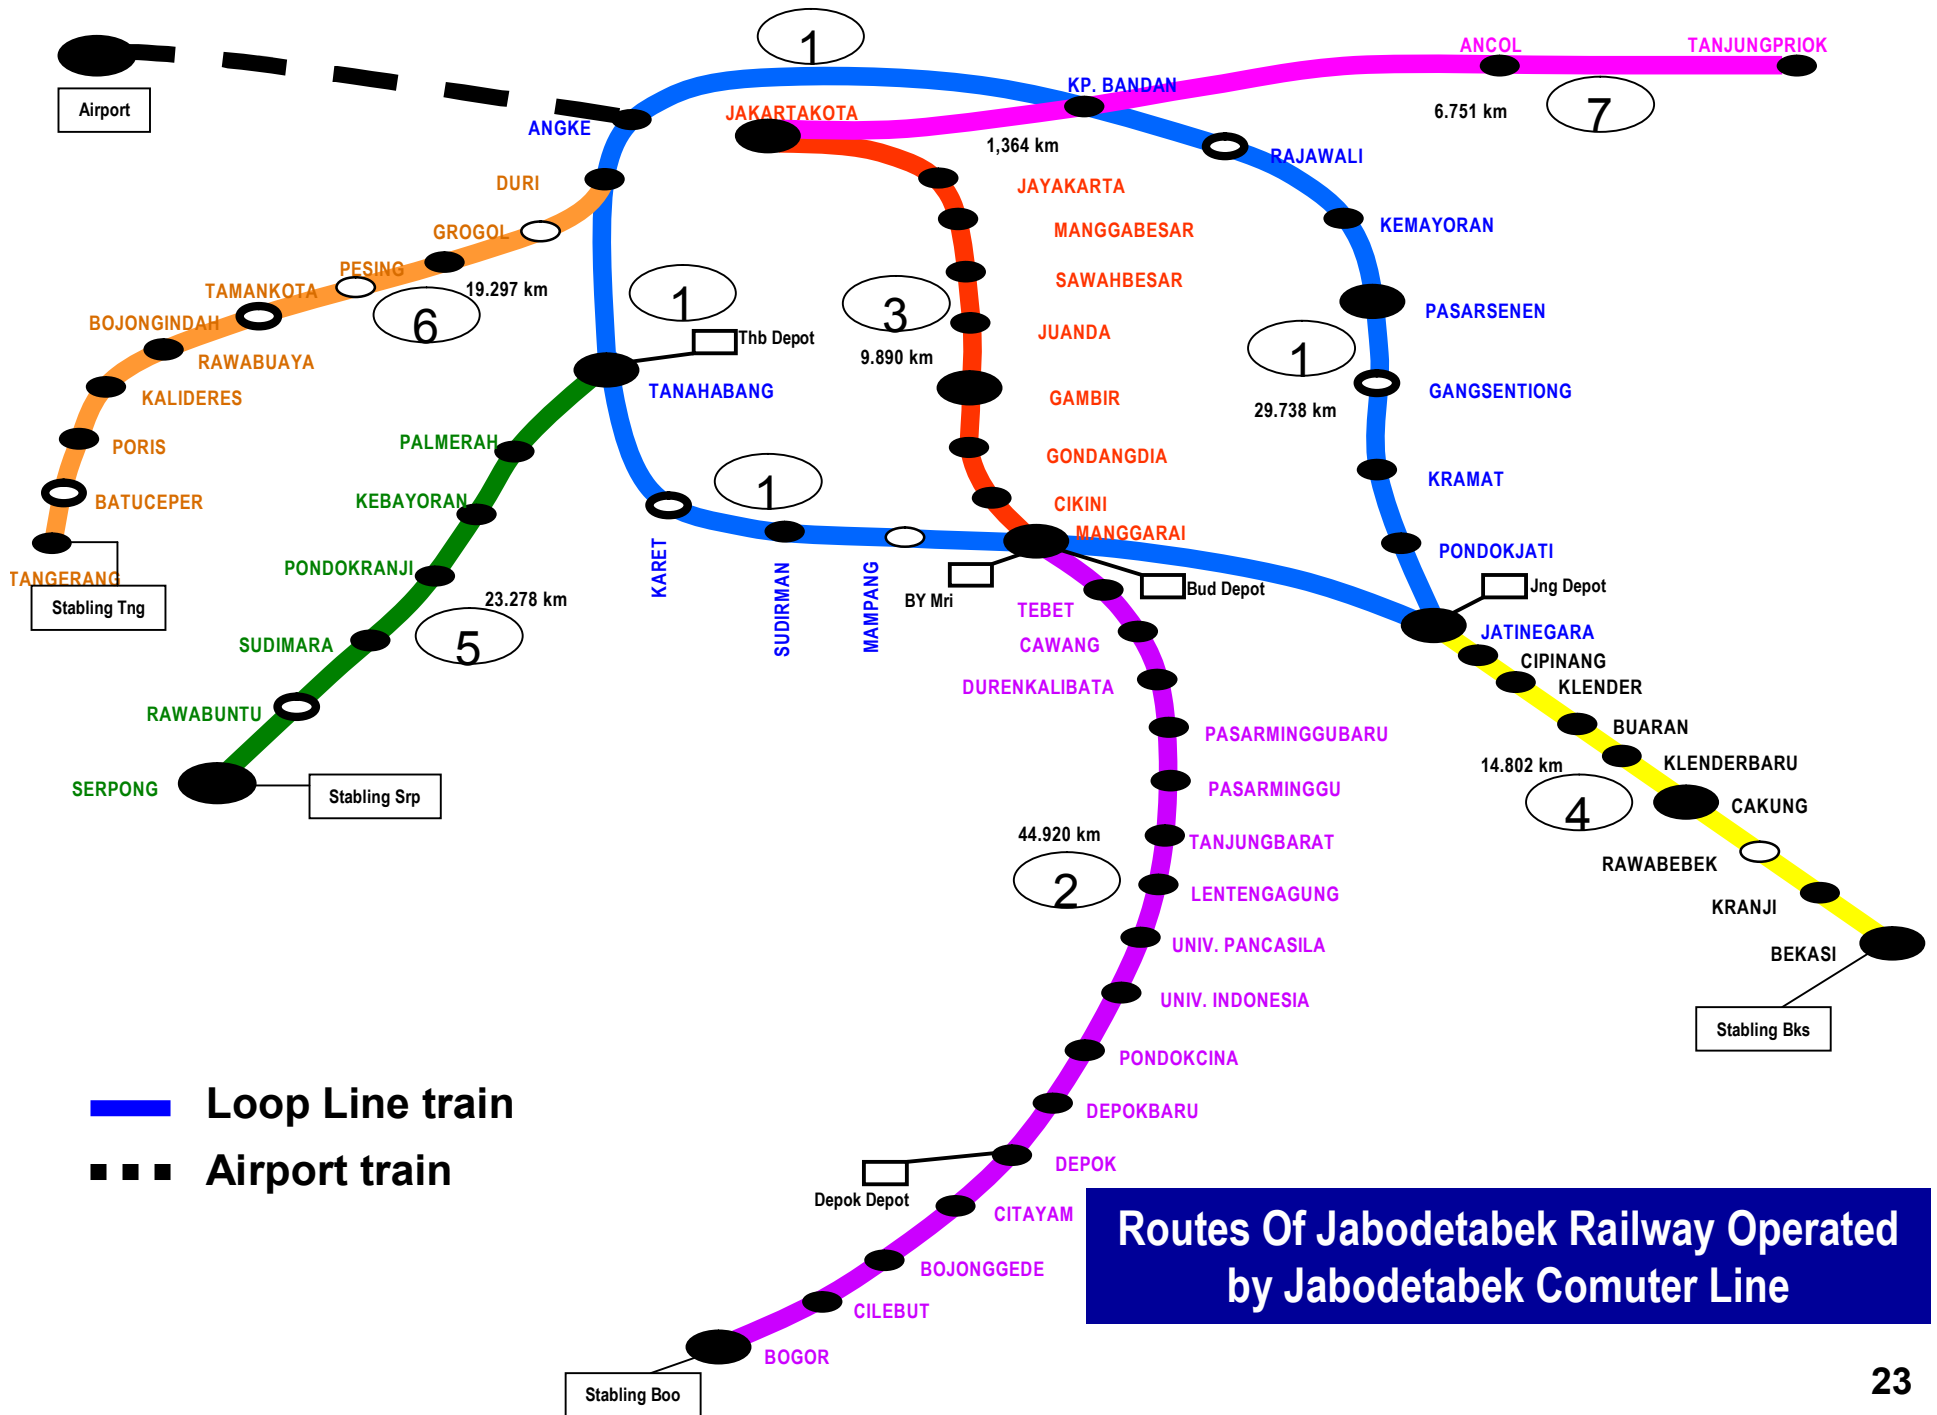 1
ANCOL
TANJUNGPRIOK
KP. BANDAN
Airport
JAKARTAKOTA
6.751 km
7
ANGKE
1,364 km
RAJAWALI
DURI
JAYAKARTA
GROGOL
MANGGABESAR
KEMAYORAN
PESING
TAMANKOTA
19.297 km
1
SAWAHBESAR
BOJONGINDAH
6
3
PASARSENEN
RAWABUAYA
Thb Depot
JUANDA
9.890 km
1
KALIDERES
TANAHABANG
GAMBIR
GANGSENTIONG
29.738 km
PORIS
PALMERAH
GONDANGDIA
KRAMAT
BATUCEPER
KEBAYORAN
1
CIKINI
MANGGARAI
PONDOKJATI
TANGERANG
PONDOKRANJI
KARET
SUDIRMAN
MAMPANG
BY Mri
Bud Depot
Jng Depot
Stabling Tng
23.278 km
TEBET
5
SUDIMARA
CAWANG
JATINEGARA
CIPINANG
DURENKALIBATA
KLENDER
RAWABUNTU
BUARAN
PASARMINGGUBARU
KLENDERBARU
14.802 km
SERPONG
Stabling Srp
PASARMINGGU
4
CAKUNG
44.920 km
TANJUNGBARAT
RAWABEBEK
2
LENTENGAGUNG
KRANJI
UNIV. PANCASILA
BEKASI
UNIV. INDONESIA
Stabling Bks
PONDOKCINA
Loop Line train
DEPOKBARU
Airport train
DEPOK
Depok Depot
CITAYAM
Routes Of Jabodetabek Railway Operated
by Jabodetabek Comuter Line
BOJONGGEDE
CILEBUT
BOGOR
Stabling Boo
23